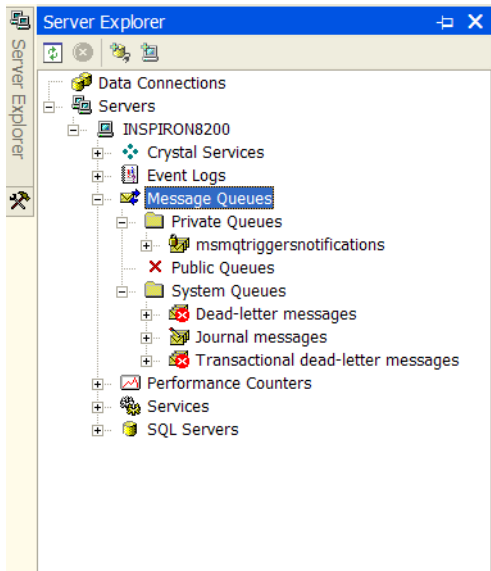 Server Explorer
Server Explorer
Data Connections
Servers
INSPIRON8200
Crystal Services
Event Logs
Message Queues
Private Queues
msmqtriggersnotifications
Public Queues
System Queues
Dead-letter messages
Journal messages
Transactional dead-letter messages
Performance Counters
Services
SQL Servers